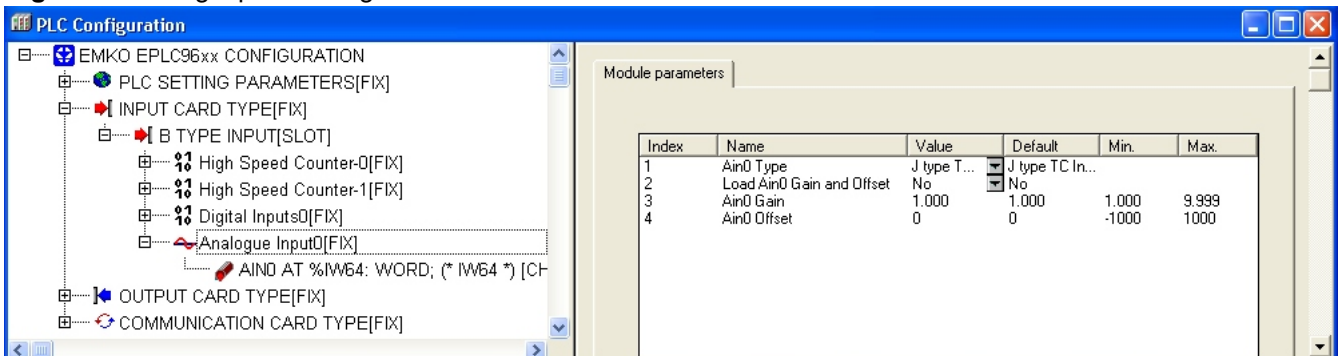 PLC Configuration
EMKO EPLC96xx CONFIGURATION
PLC SETTING PARAMETERS[FIX]
INPUT CARD TYPE[FIX]
B TYPE INPUT[SLOT]
High Speed Counter-0[FIX]
High Speed Counter-1[FIX]
Digital Inputs0[FIX]
Analogue Input0[FIX]
AIN0 AT %IW64: WORD; (* IW64 *) [CH
OUTPUT CARD TYPE[FIX]
COMMUNICATION CARD TYPE[FIX]
Module parameters
Index Name Value Default Min. Max.
1 Ain0 Type J type T... J type TC In...
2 Load Ain0 Gain and Offset No No
3 Ain0 Gain 1.000 1.000 1.000 9.999
4 Ain0 Offset 0 0 -1000 1000